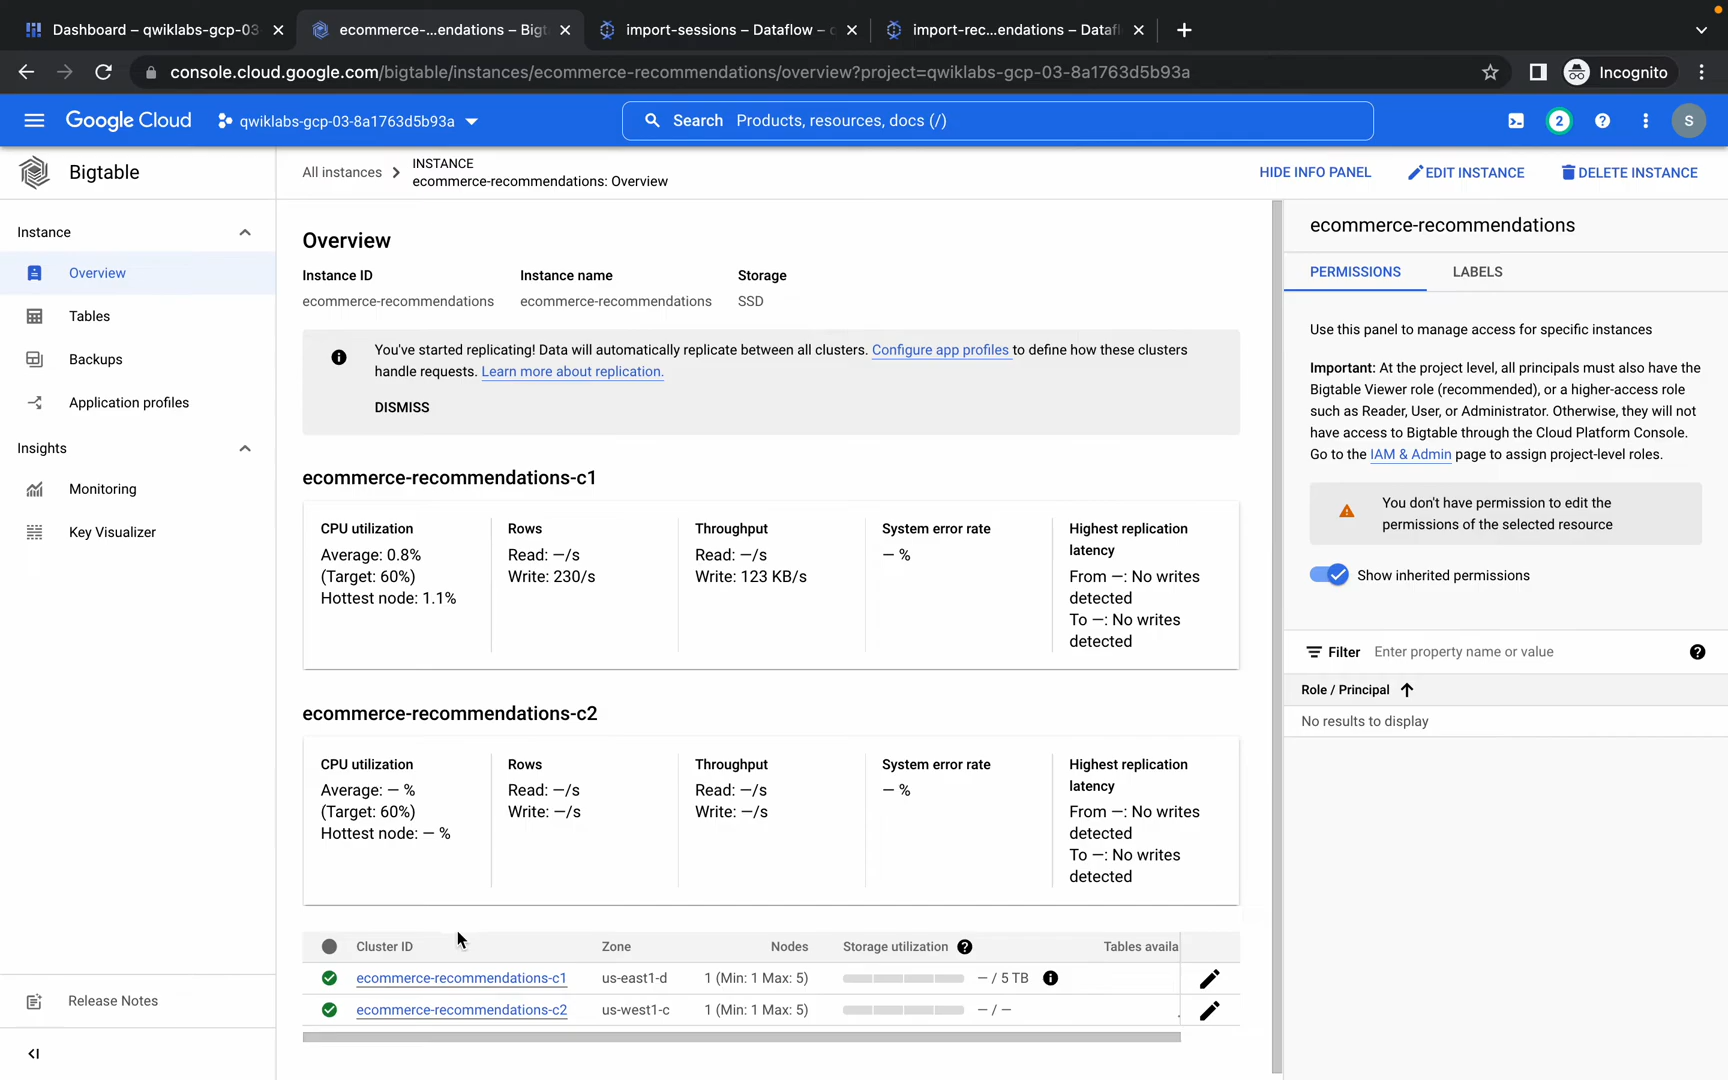 Dashboard – qwiklabs-gcp-03
ecommerce-...endations – Bigt
import-sessions – Dataflow –
import-rec...endations – Datafl
console.cloud.google.com/bigtable/instances/ecommerce-recommendations/overview?project=qwiklabs-gcp-03-8a1763d5b93a
Incognito
Google Cloud
qwiklabs-gcp-03-8a1763d5b93a
Search Products, resources, docs (/)
2
S
Bigtable
All instances
INSTANCE
ecommerce-recommendations: Overview
HIDE INFO PANEL
EDIT INSTANCE
DELETE INSTANCE
Instance
Overview
Tables
Backups
Application profiles
Insights
Monitoring
Key Visualizer
Release Notes
Overview
Instance ID Instance name Storage
ecommerce-recommendations ecommerce-recommendations SSD
You've started replicating! Data will automatically replicate between all clusters. Configure app profiles to define how these clusters
handle requests. Learn more about replication.
DISMISS
ecommerce-recommendations-c1
CPU utilization
Average: 0.8%
(Target: 60%)
Hottest node: 1.1%
Rows
Read: —/s
Write: 230/s
Throughput
Read: —/s
Write: 123 KB/s
System error rate
— %
Highest replication
latency
From —: No writes
detected
To —: No writes
detected
ecommerce-recommendations-c2
CPU utilization
Average: — %
(Target: 60%)
Hottest node: — %
Rows
Read: —/s
Write: —/s
Throughput
Read: —/s
Write: —/s
System error rate
— %
Highest replication
latency
From —: No writes
detected
To —: No writes
detected
Cluster ID Zone Nodes Storage utilization Tables availa
ecommerce-recommendations-c1 us-east1-d 1 (Min: 1 Max: 5) — / 5 TB
ecommerce-recommendations-c2 us-west1-c 1 (Min: 1 Max: 5) — / —
ecommerce-recommendations
PERMISSIONS LABELS
Use this panel to manage access for specific instances
Important: At the project level, all principals must also have the
Bigtable Viewer role (recommended), or a higher-access role
such as Reader, User, or Administrator. Otherwise, they will not
have access to Bigtable through the Cloud Platform Console.
Go to the IAM & Admin page to assign project-level roles.
You don't have permission to edit the
permissions of the selected resource
Show inherited permissions
Filter Enter property name or value
Role / Principal
No results to display